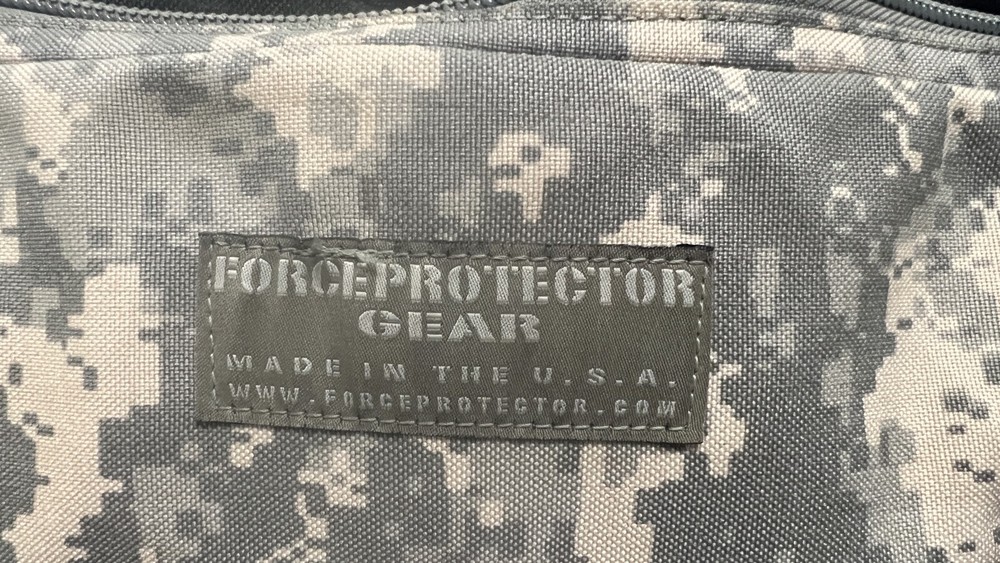 FORCEPROTECTOR
GEAR
MADE IN THE U.S.A.
WWW.FORCEPROTECTOR.COM